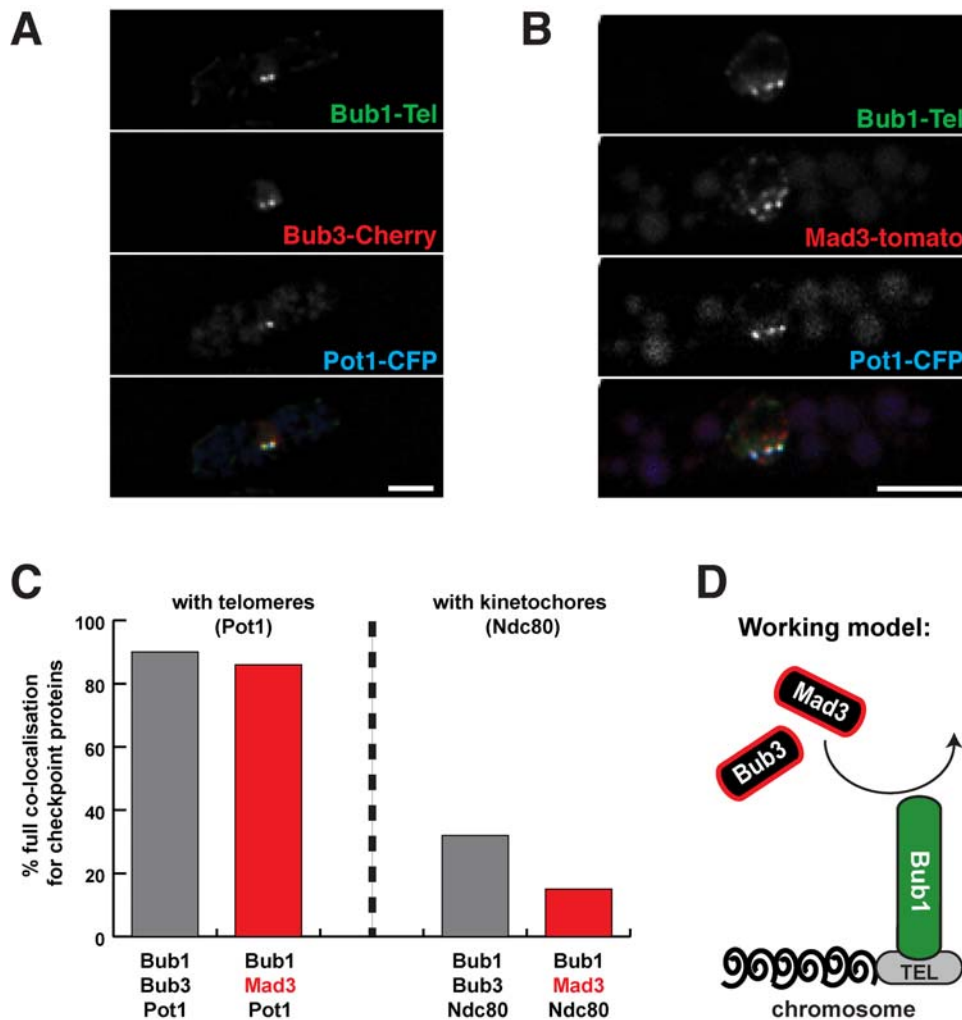 A
Bub1-Tel
Bub3-Cherry
Pot1-CFP
B
Bub1-Tel
Mad3-tomato
Pot1-CFP
C
with telomeres
(Pot1)
with kinetochores
(Ndc80)
% full co-localisation
for checkpoint proteins
100
80
60
40
20
0
Bub1
Bub3
Pot1
Bub1
Mad3
Pot1
Bub1
Bub3
Ndc80
Bub1
Mad3
Ndc80
D
Working model:
Mad3
Bub3
Bub1
TEL
chromosome